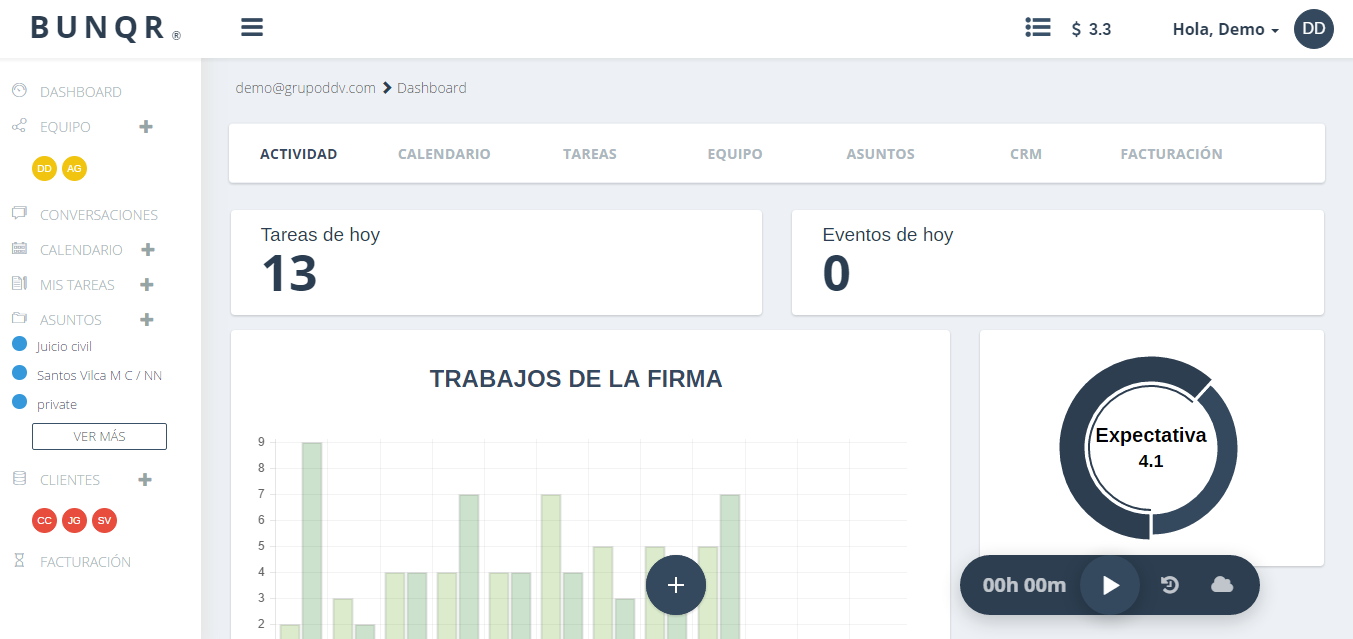 BUNQR ®
$ 3.3
Hola, Demo
DD
DASHBOARD
EQUIPO
DD AG
CONVERSACIONES
CALENDARIO
MIS TAREAS
ASUNTOS
Juicio civil
Santos Vilca M C / NN
private
VER MÁS
CLIENTES
CC JG SV
FACTURACIÓN
demo@grupoddv.com Dashboard
ACTIVIDAD CALENDARIO TAREAS EQUIPO ASUNTOS CRM FACTURACIÓN
Tareas de hoy
13
Eventos de hoy
0
TRABAJOS DE LA FIRMA
9
8
7
6
5
4
3
2
Expectativa
4.1
00h 00m